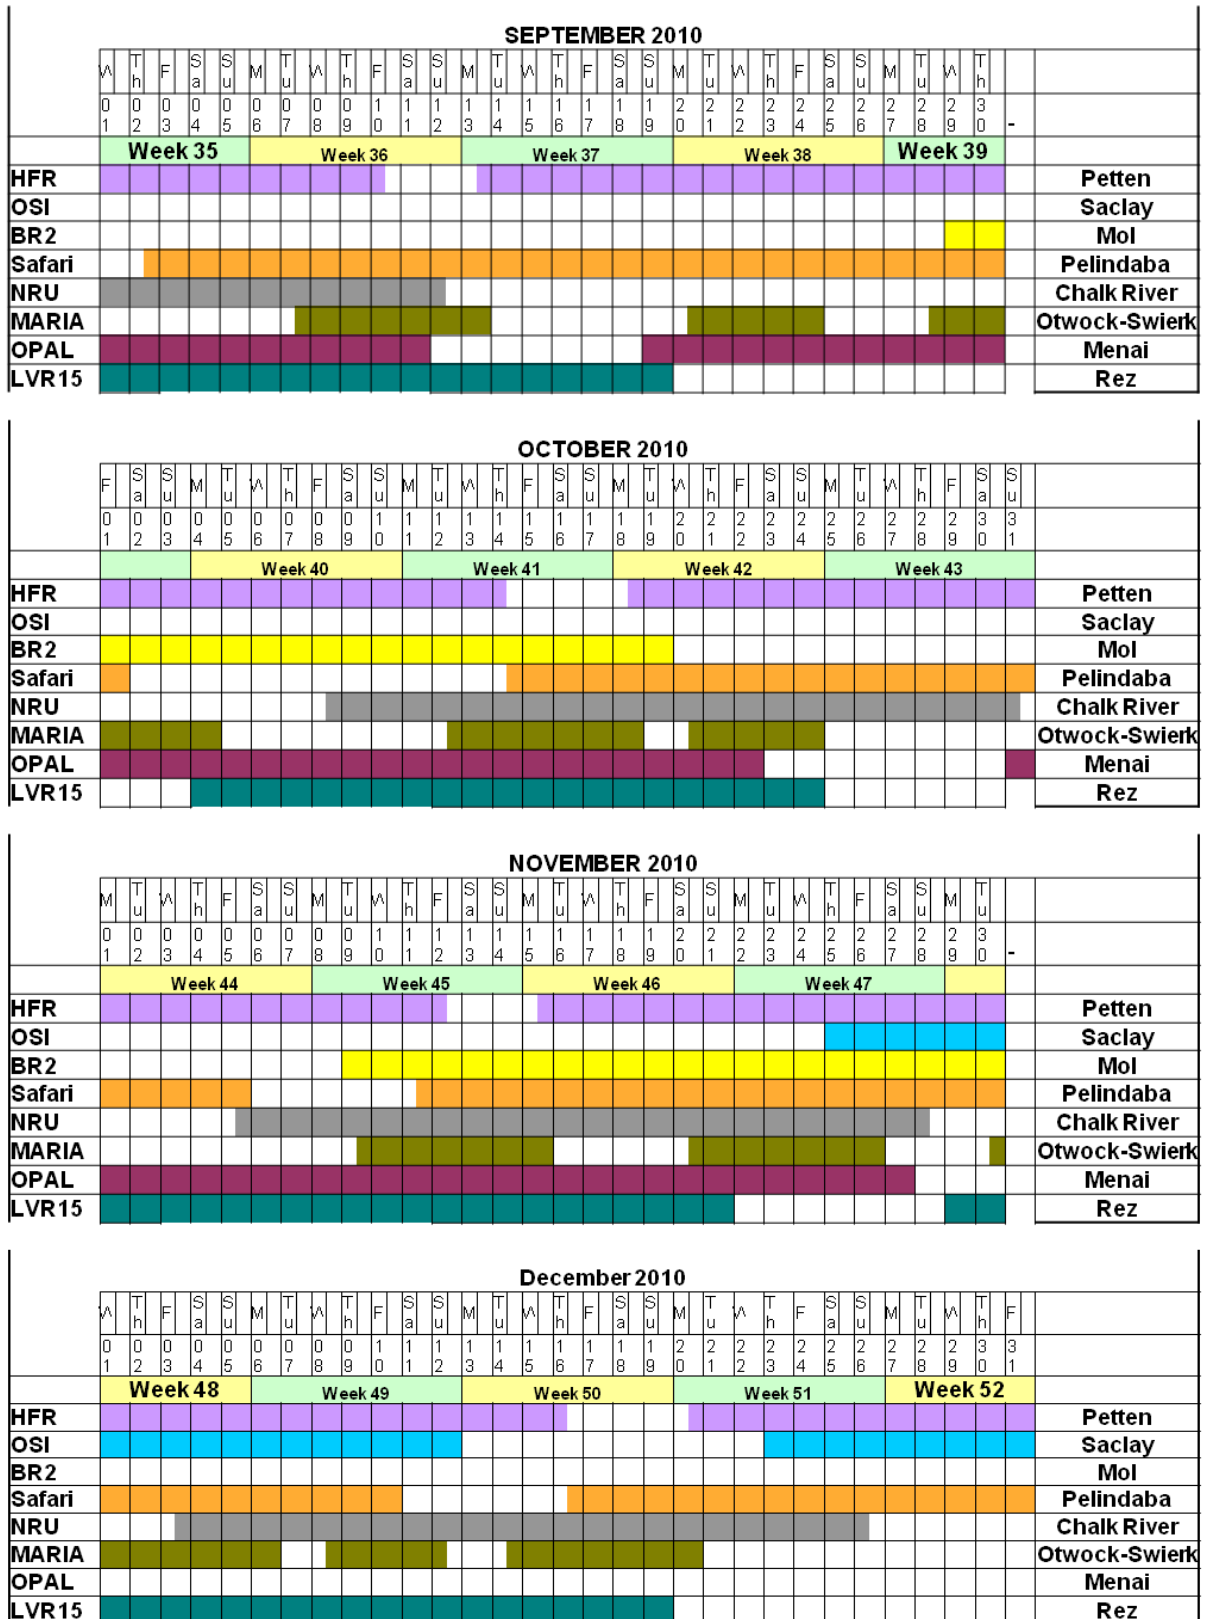 SEPTEMBER 2010
W Th F Sa Su M Tu W Th F Sa Su M Tu W Th F Sa Su M Tu W Th F Sa Su M Tu W Th
01 02 03 04 05 06 07 08 09 10 11 12 13 14 15 16 17 18 19 20 21 22 23 24 25 26 27 28 29 30 -
Week 35 Week 36 Week 37 Week 38 Week 39
HFR Petten
OSI Saclay
BR2 Mol
Safari Pelindaba
NRU Chalk River
MARIA Otwock-Swierk
OPAL Menai
LVR15 Rez
OCTOBER 2010
F Sa Su M Tu W Th F Sa Su M Tu W Th F Sa Su M Tu W Th F Sa Su M Tu W Th F Sa Su
01 02 03 04 05 06 07 08 09 10 11 12 13 14 15 16 17 18 19 20 21 22 23 24 25 26 27 28 29 30 31
Week 40 Week 41 Week 42 Week 43
HFR Petten
OSI Saclay
BR2 Mol
Safari Pelindaba
NRU Chalk River
MARIA Otwock-Swierk
OPAL Menai
LVR15 Rez
NOVEMBER 2010
M Tu W Th F Sa Su M Tu W Th F Sa Su M Tu W Th F Sa Su M Tu W Th F Sa Su M Tu
01 02 03 04 05 06 07 08 09 10 11 12 13 14 15 16 17 18 19 20 21 22 23 24 25 26 27 28 29 30 -
Week 44 Week 45 Week 46 Week 47
HFR Petten
OSI Saclay
BR2 Mol
Safari Pelindaba
NRU Chalk River
MARIA Otwock-Swierk
OPAL Menai
LVR15 Rez
December 2010
W Th F Sa Su M Tu W Th F Sa Su M Tu W Th F Sa Su M Tu W Th F Sa Su M Tu W Th F
01 02 03 04 05 06 07 08 09 10 11 12 13 14 15 16 17 18 19 20 21 22 23 24 25 26 27 28 29 30 31
Week 48 Week 49 Week 50 Week 51 Week 52
HFR Petten
OSI Saclay
BR2 Mol
Safari Pelindaba
NRU Chalk River
MARIA Otwock-Swierk
OPAL Menai
LVR15 Rez